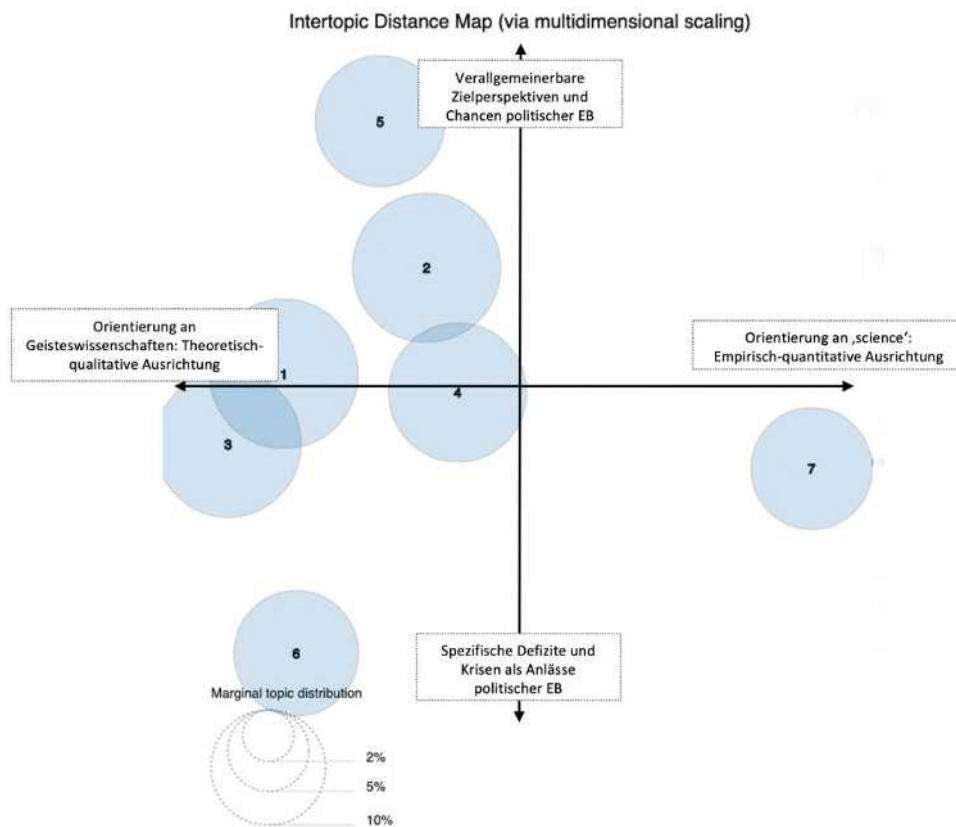 Intertopic Distance Map (via multidimensional scaling)
Verallgemeinerbare
Zielperspektiven und
Chancen politischer EB
5
2
Orientierung an
Geisteswissenschaften: Theoretisch-
qualitative Ausrichtung
Orientierung an ‚science‘:
Empirisch-quantitative Ausrichtung
1
4
3
7
Spezifische Defizite und
Krisen als Anlässe
politischer EB
6
Marginal topic distribution
2%
5%
10%